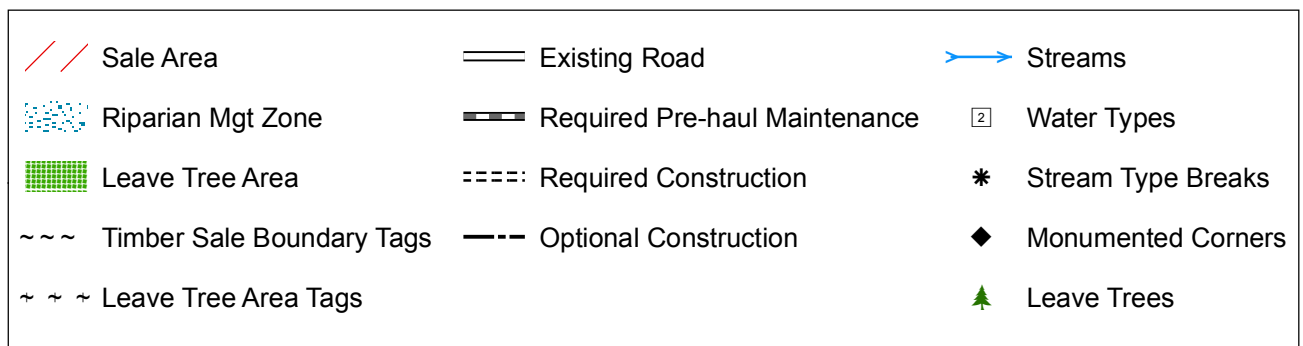 Sale Area
Riparian Mgt Zone
Leave Tree Area
Timber Sale Boundary Tags
Leave Tree Area Tags
Existing Road
Required Pre-haul Maintenance
Required Construction
Optional Construction
Streams
2 Water Types
Stream Type Breaks
Monumented Corners
Leave Trees